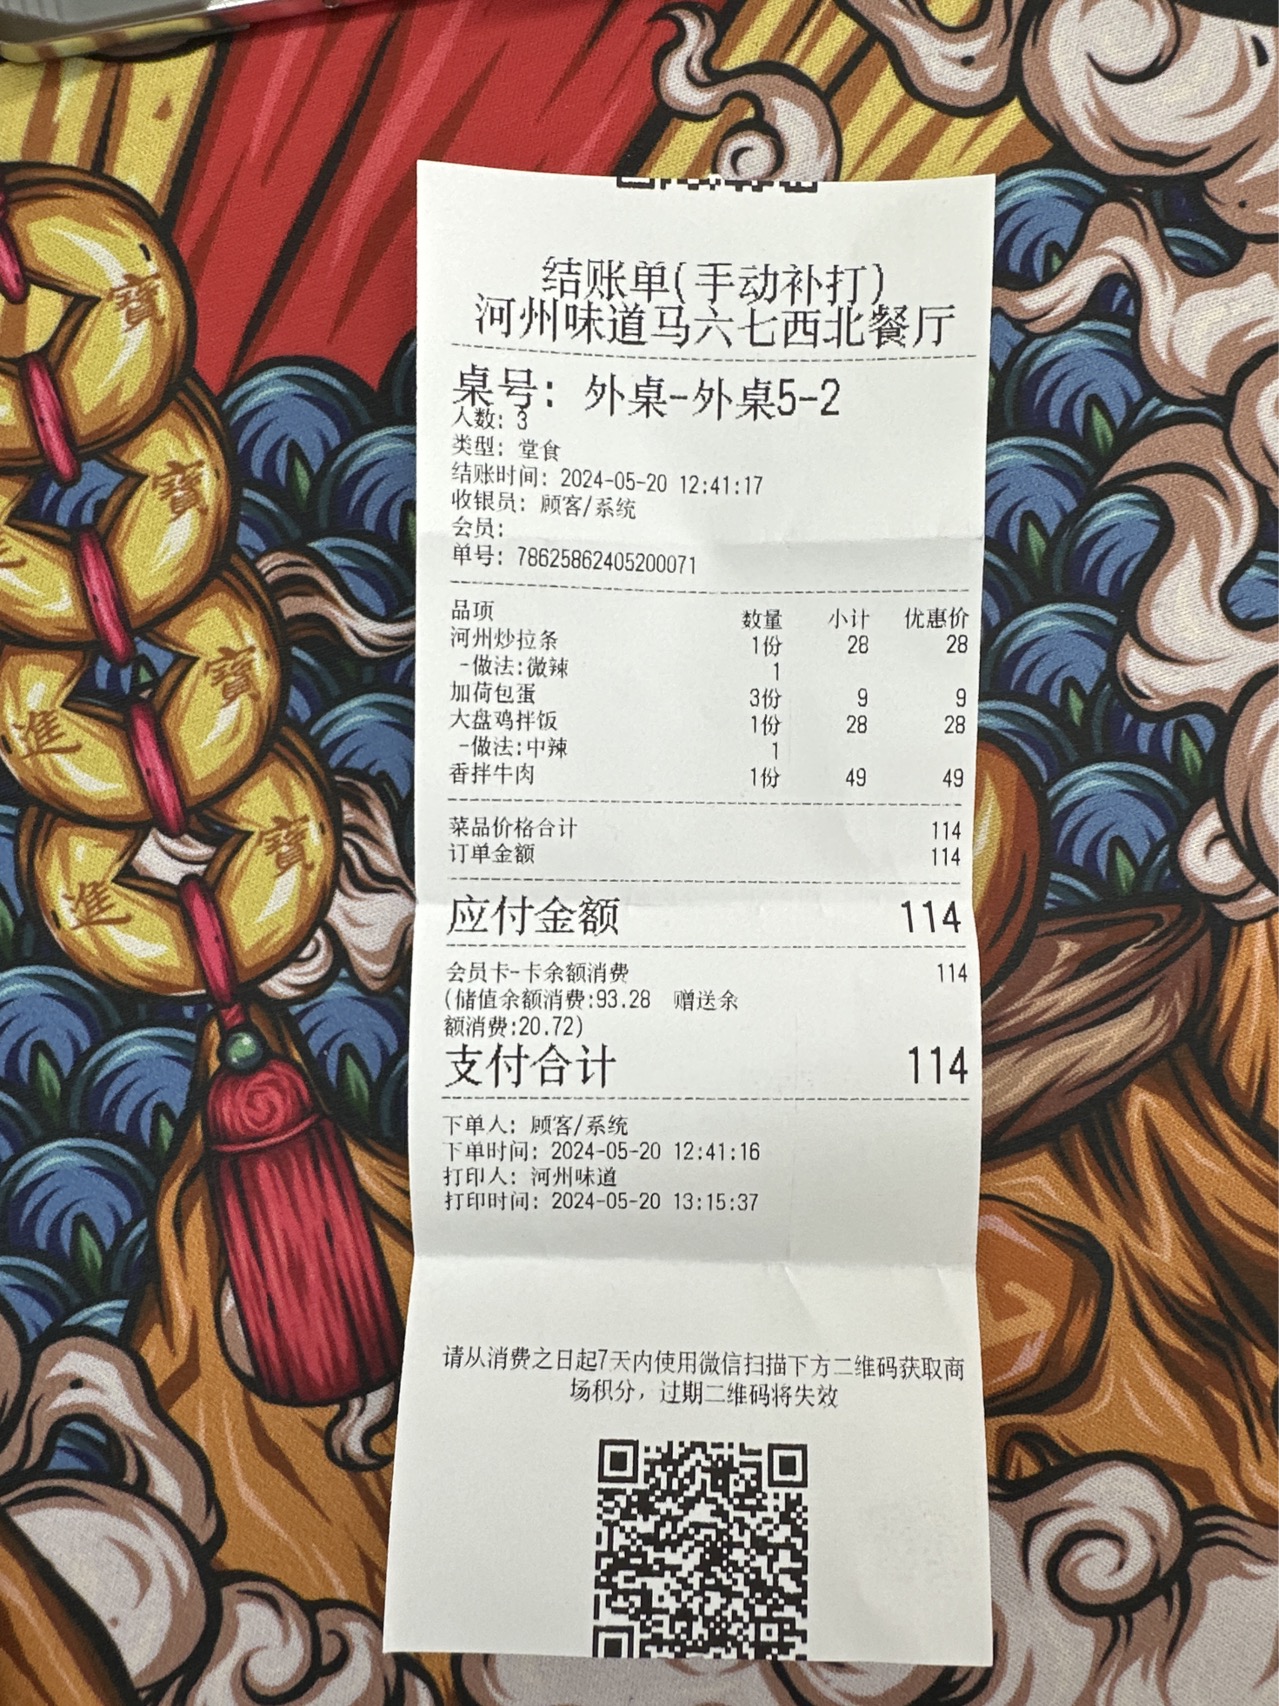 结账单(手动补打)
河州味道马六七西北餐厅
桌号: 外桌-外桌5-2
人数: 3
类型: 堂食
结账时间: 2024-05-20 12:41:17
收银员: 顾客/系统
会员:
单号: 78625862405200071
品项 数量 小计 优惠价
河州炒拉条 1份 28 28
-做法:微辣 1
加荷包蛋 3份 9 9
大盘鸡拌饭 1份 28 28
-做法:中辣 1
香拌牛肉 1份 49 49
菜品价格合计 114
订单金额 114
应付金额 114
会员卡-卡余额消费 114
(储值余额消费:93.28 赠送余
额消费:20.72)
支付合计 114
下单人: 顾客/系统
下单时间: 2024-05-20 12:41:16
打印人: 河州味道
打印时间: 2024-05-20 13:15:37
请从消费之日起7天内使用微信扫描下方二维码获取商
场积分，过期二维码将失效
寶
寶
寶
進
寶
進